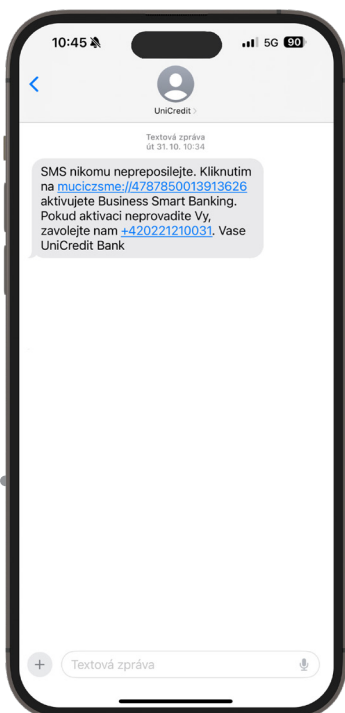 10:45 5G 90
UniCredit
Textová zpráva
út 31. 10. 10:34
SMS nikomu nepreposilejte. Kliknutim
na muciczsme://4787850013913626
aktivujete Business Smart Banking.
Pokud aktivaci neprovadite Vy,
zavolejte nam +420221210031. Vase
UniCredit Bank
Textová zpráva